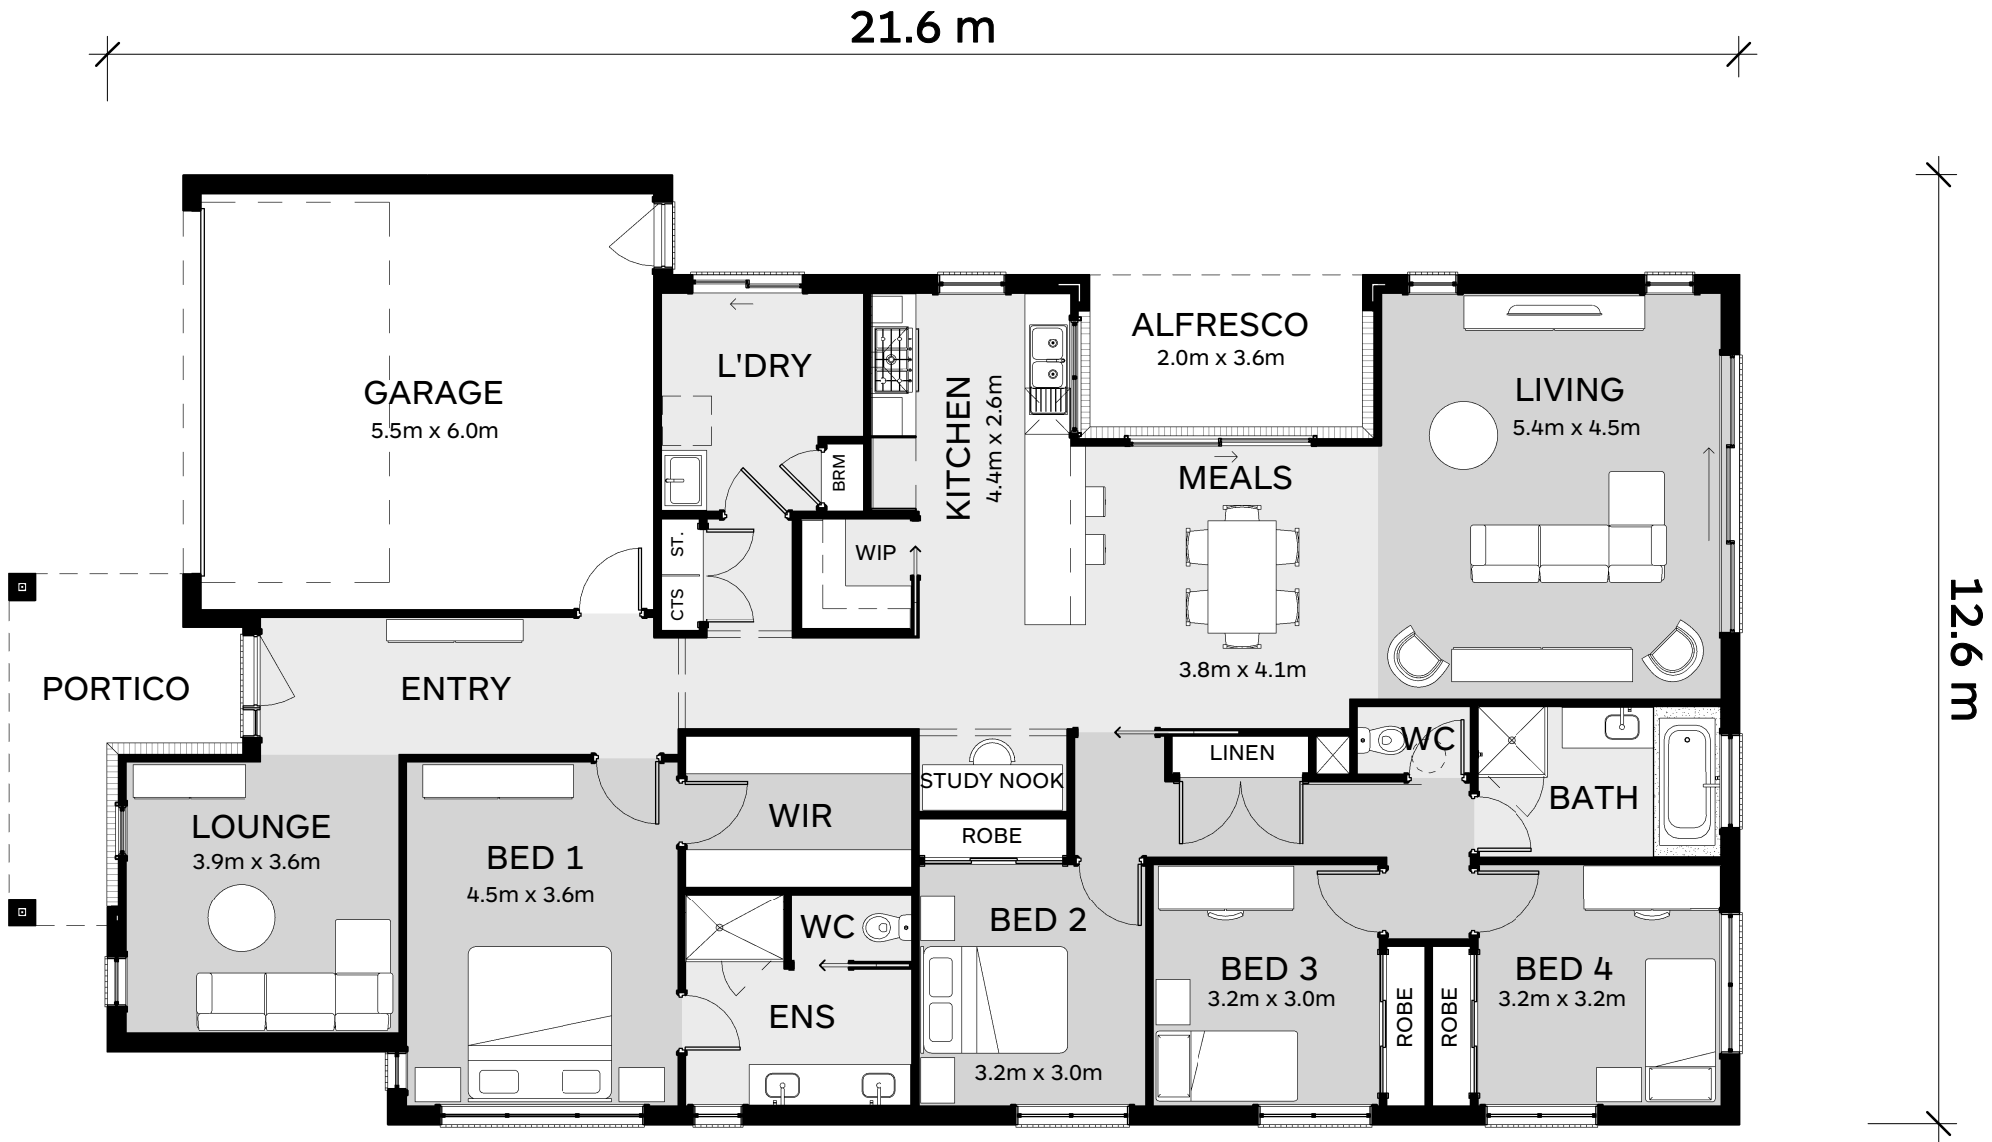 21.6 m
12.6 m
GARAGE
5.5m x 6.0m
L'DRY
BRM
ST.
CTS
WIP
KITCHEN
4.4m x 2.6m
ALFRESCO
2.0m x 3.6m
MEALS
3.8m x 4.1m
LIVING
5.4m x 4.5m
PORTICO
ENTRY
LOUNGE
3.9m x 3.6m
BED 1
4.5m x 3.6m
WIR
WC
ENS
STUDY NOOK
ROBE
BED 2
3.2m x 3.0m
LINEN
WC
BATH
BED 3
3.2m x 3.0m
ROBE
ROBE
BED 4
3.2m x 3.2m